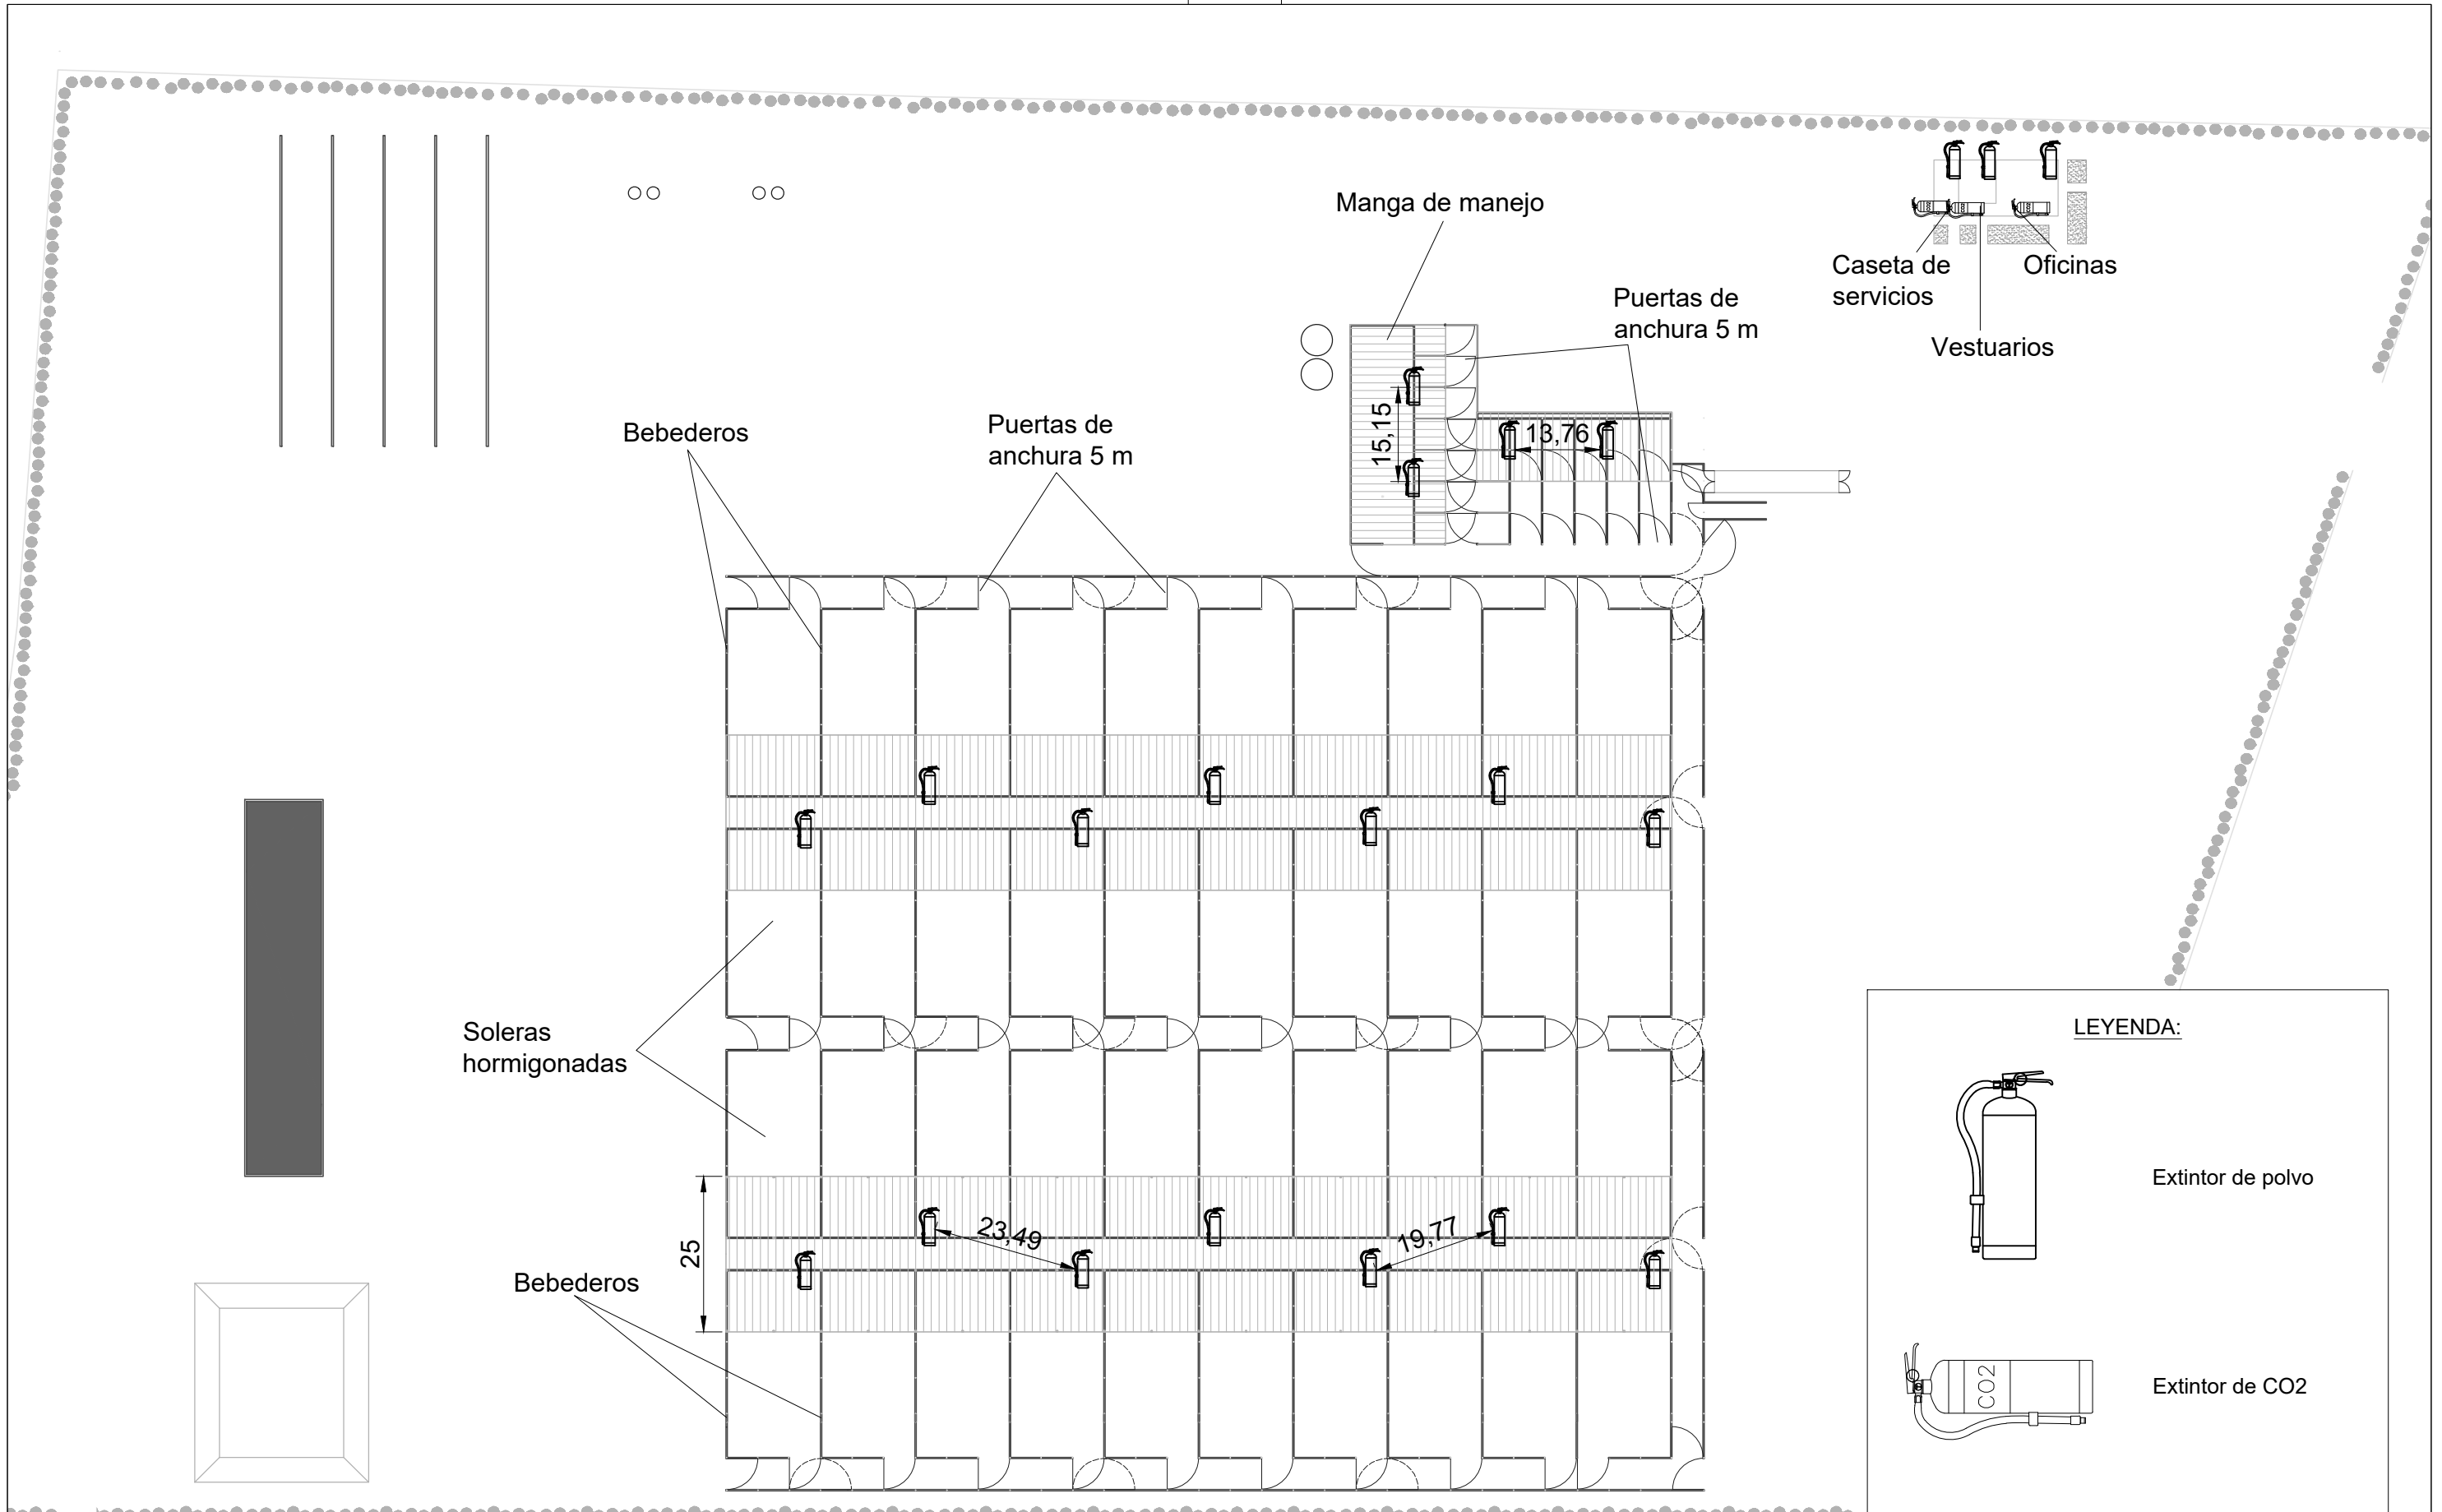 Manga de manejo
Caseta de
servicios
Oficinas
Vestuarios
Puertas de
anchura 5 m
Bebederos
Puertas de
anchura 5 m
15,15
13,76
Soleras
hormigonadas
LEYENDA:
Extintor de polvo
23,49
19,77
25
Bebederos
CO2
Extintor de CO2